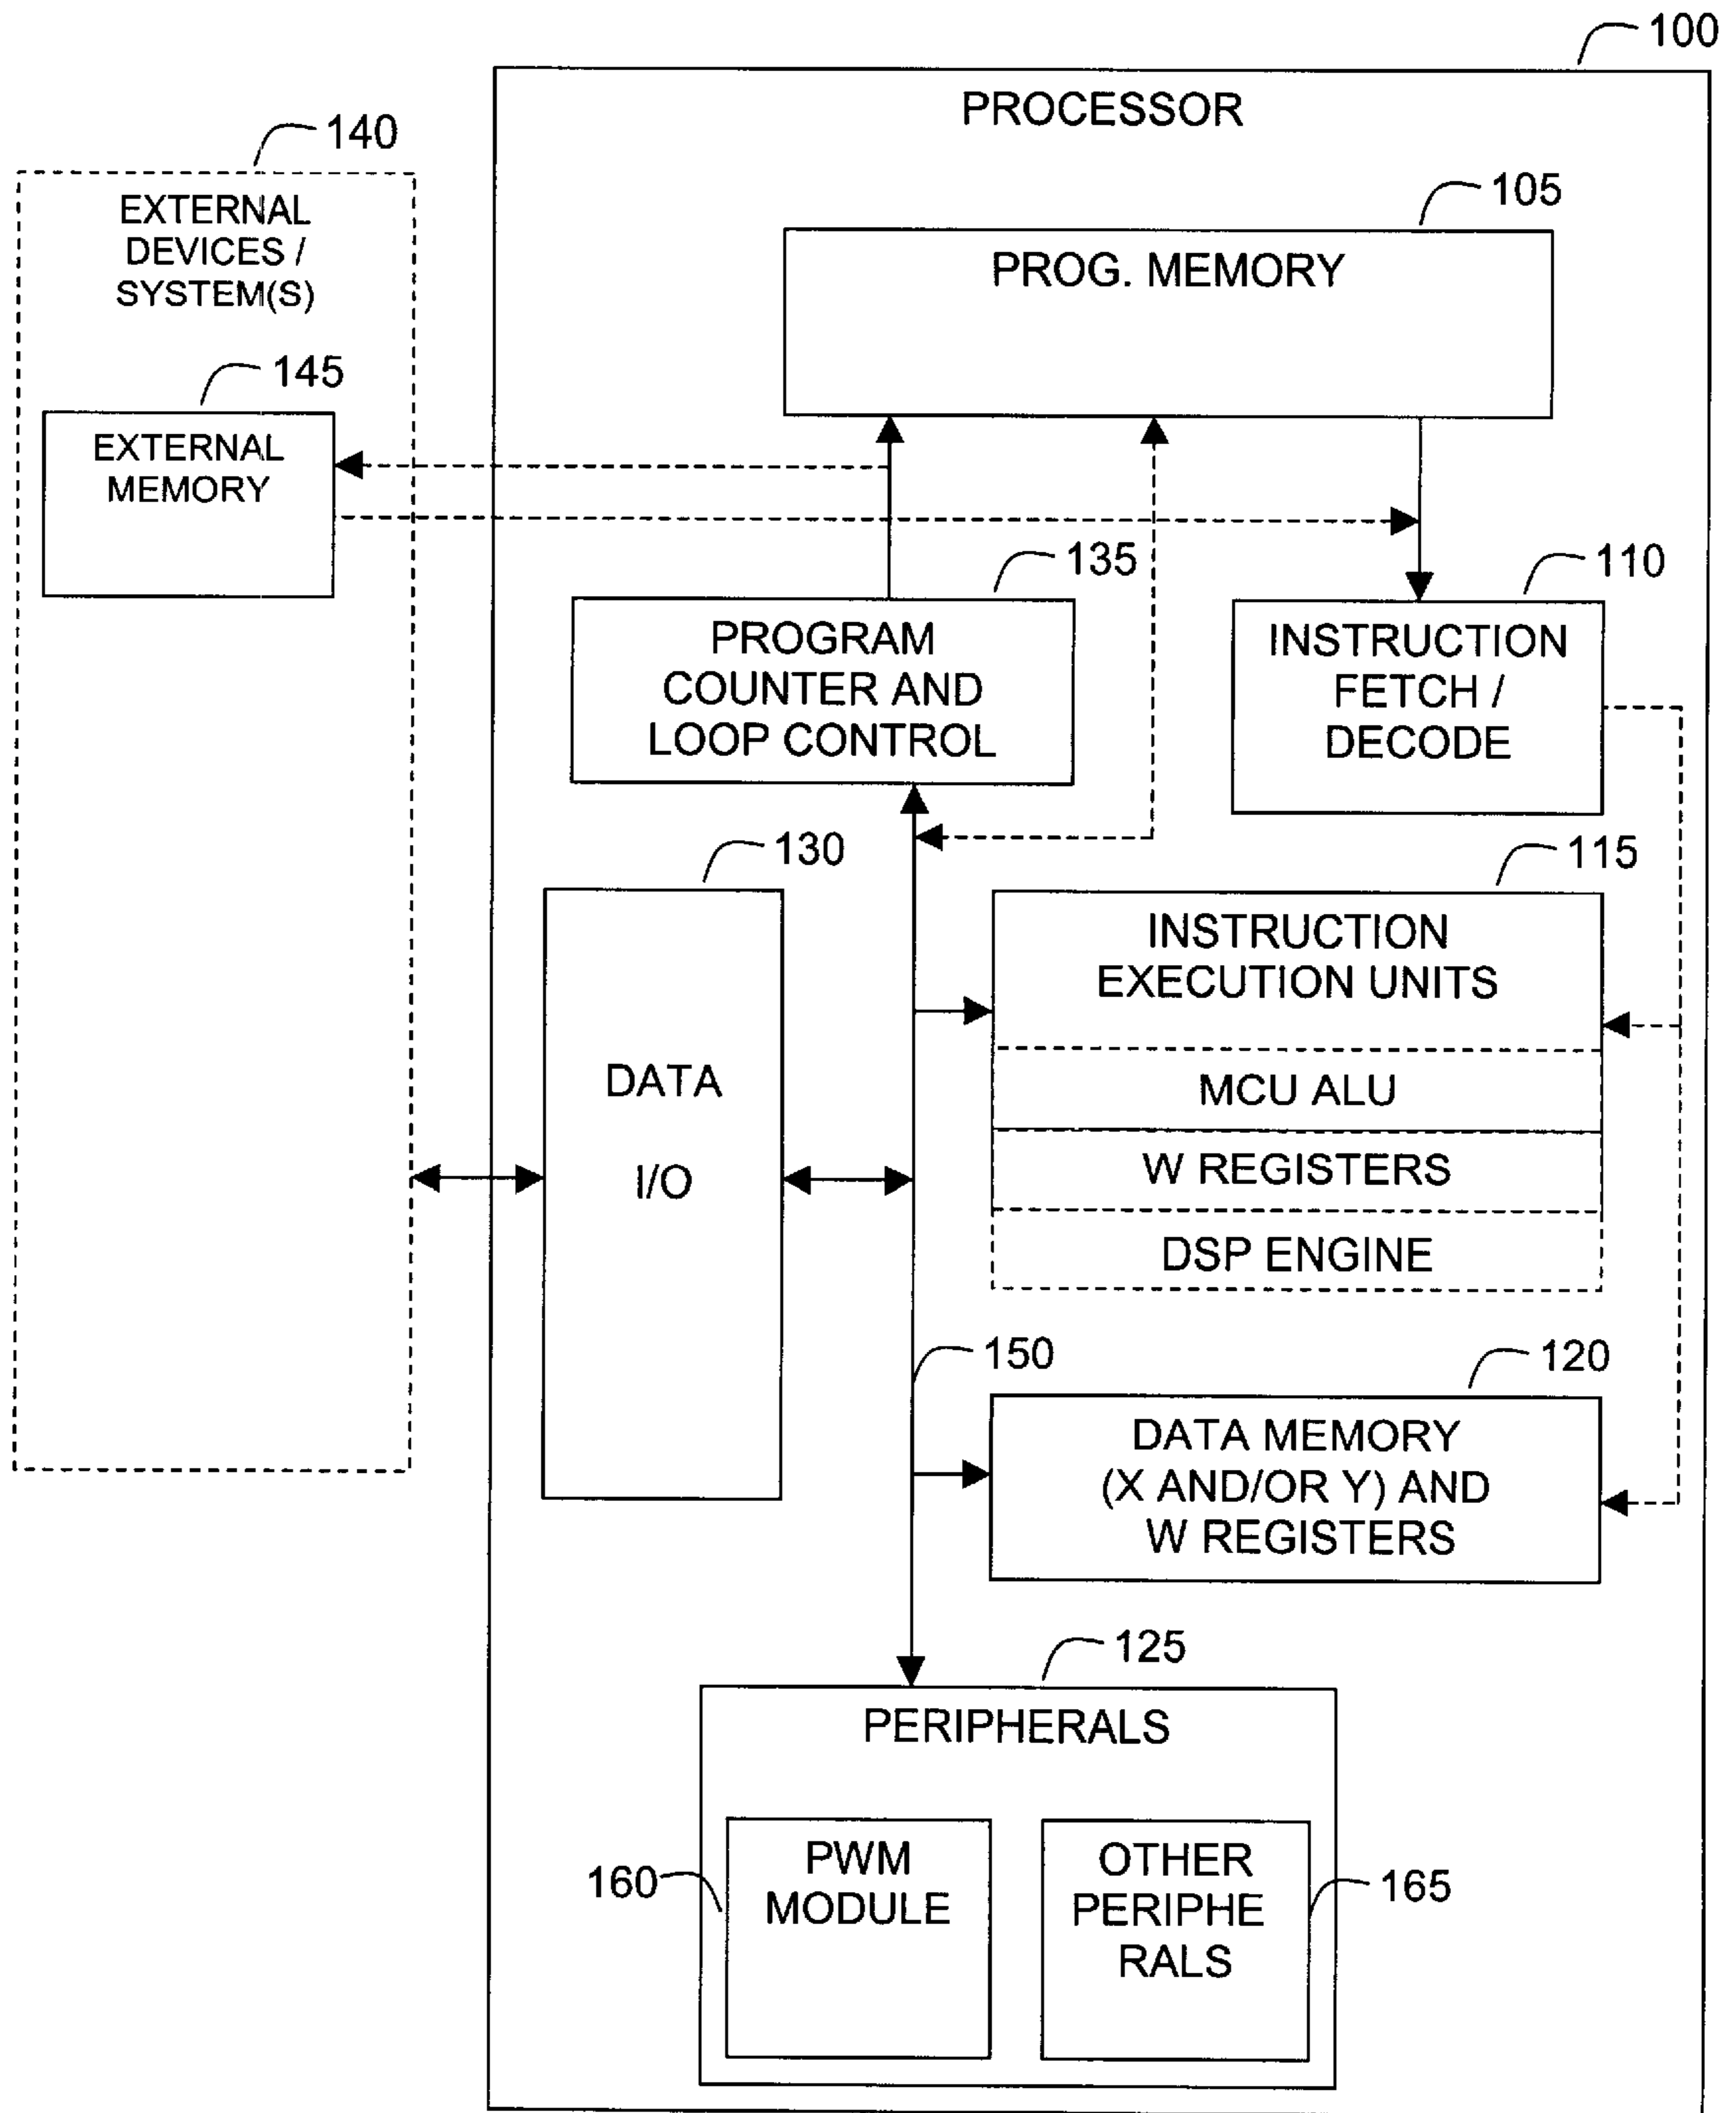 100
PROCESSOR
140
EXTERNAL
DEVICES /
SYSTEM(S)
105
PROG. MEMORY
145
EXTERNAL
MEMORY
135
PROGRAM
COUNTER AND
LOOP CONTROL
110
INSTRUCTION
FETCH /
DECODE
130
DATA
I/O
115
INSTRUCTION
EXECUTION UNITS
MCU ALU
W REGISTERS
DSP ENGINE
150
120
DATA MEMORY
(X AND/OR Y) AND
W REGISTERS
125
PERIPHERALS
160
PWM
MODULE
OTHER
PERIPHE
RALS
165